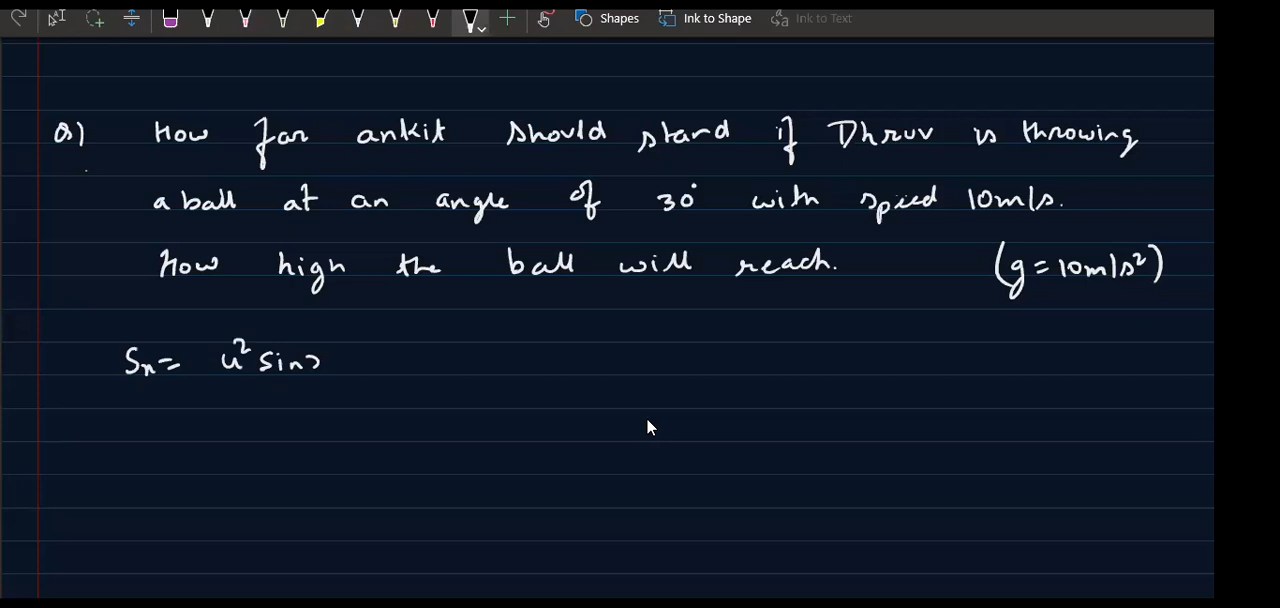 Shapes Ink to Shape Ink to Text
Q) How far ankit should stand if Dhruv is throwing
a ball at an angle of 30° with speed 10m/s.
How high the ball will reach. (g = 10m/s²)
Sx = u² sin